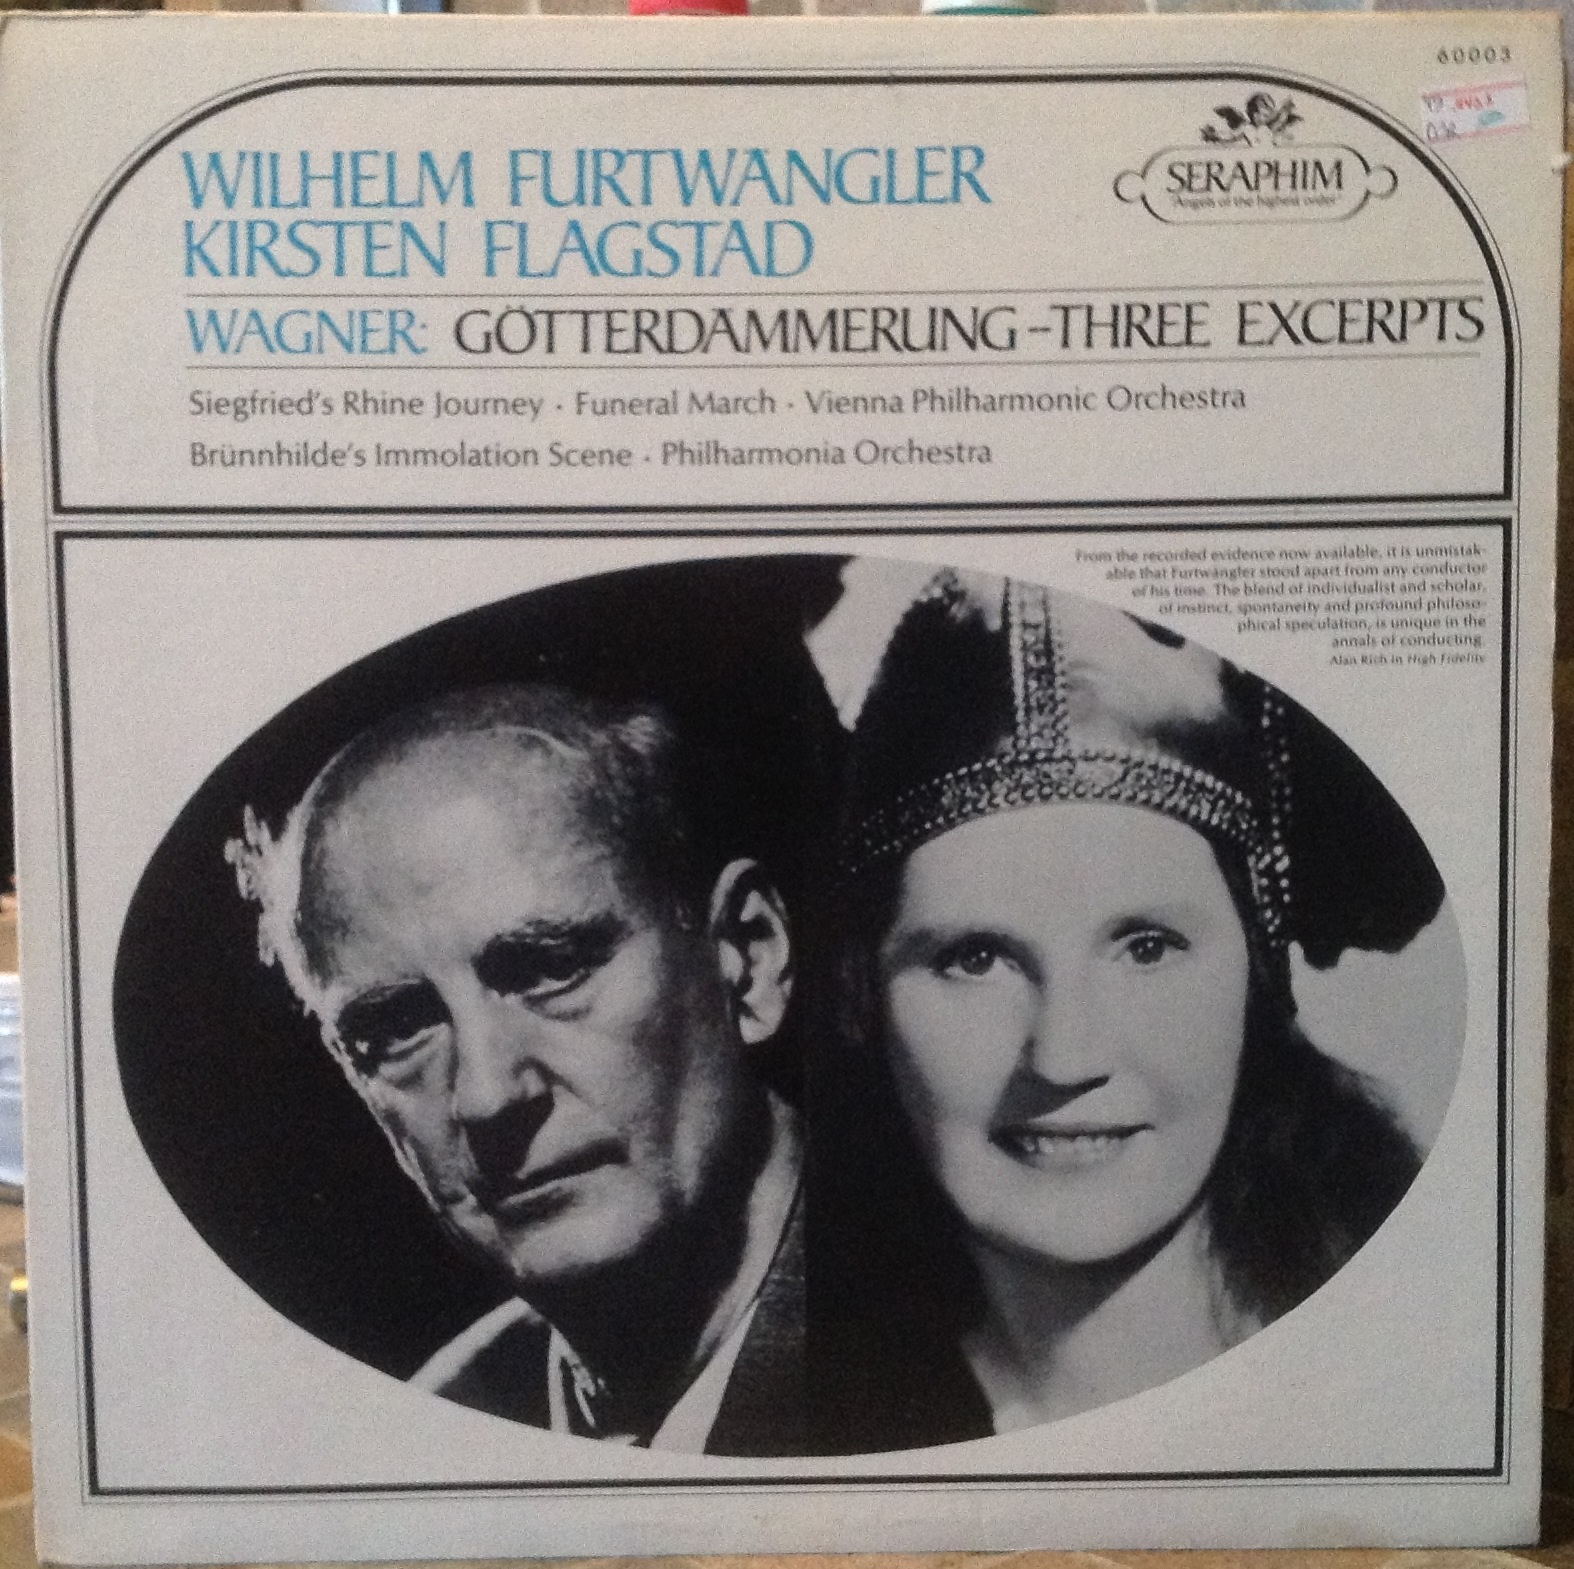 60003
SERAPHIM
"Angels of the highest order"
WILHELM FURTWÄNGLER
KIRSTEN FLAGSTAD
WAGNER: GÖTTERDÄMMERUNG–THREE EXCERPTS
Siegfried's Rhine Journey · Funeral March · Vienna Philharmonic Orchestra
Brünnhilde's Immolation Scene · Philharmonia Orchestra
From the recorded evidence now available, it is unmistak-
able that Furtwängler stood apart from any conductor
of his time. The blend of individualist and scholar,
of instinct, spontaneity and profound philoso-
phical speculation, is unique in the
annals of conducting.
Alan Rich in High Fidelity